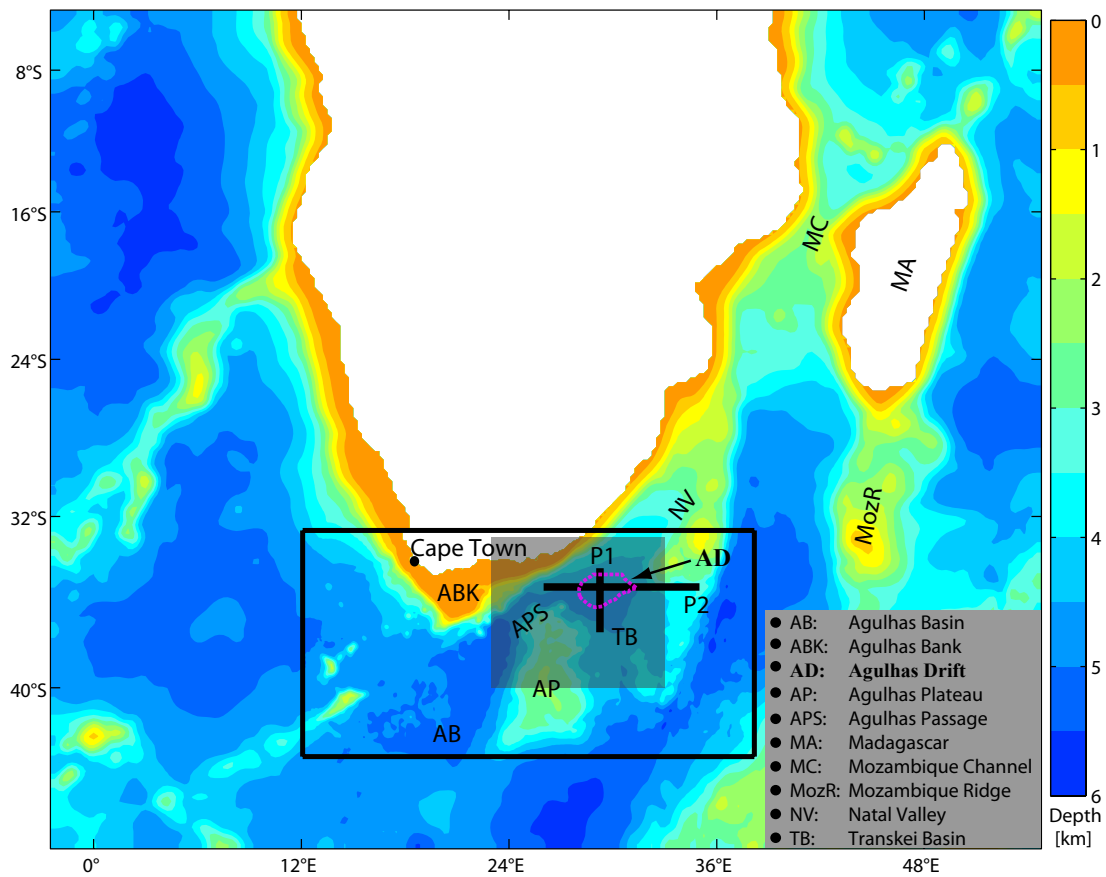 8°S
16°S
24°S
32°S
40°S
0°
12°E
24°E
36°E
48°E
MC
MA
NV
MozR
Cape Town
ABK
P1
AD
P2
APS
TB
AP
AB
AB: Agulhas Basin
ABK: Agulhas Bank
AD: Agulhas Drift
AP: Agulhas Plateau
APS: Agulhas Passage
MA: Madagascar
MC: Mozambique Channel
MozR: Mozambique Ridge
NV: Natal Valley
TB: Transkei Basin
0
1
2
3
4
5
6
Depth
[km]